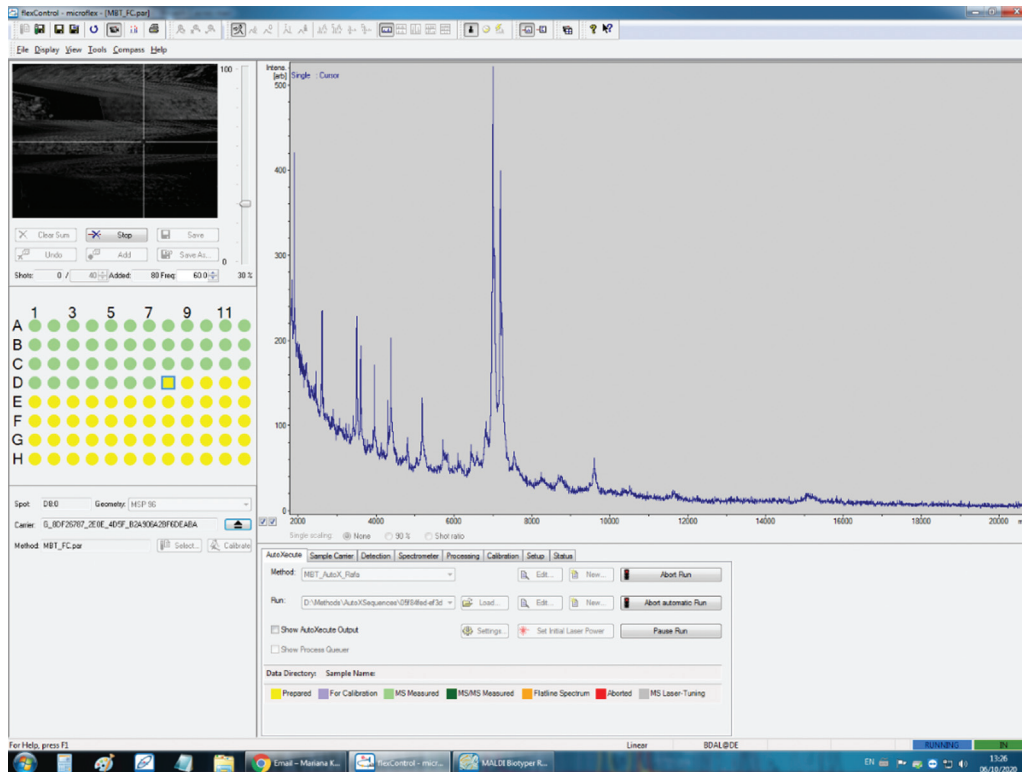 flexControl - microflex - [MBT_FC.par]
File Display View Tools Compass Help
100
Clear Sum Stop Save
Undo Add Save As...
0
Shots: 0 / 40 Added: 80 Freq: 60.0 30 %
1 3 5 7 9 11
A
B
C
D
E
F
G
H
Spot: D8:0 Geometry: MSP 96
Carrier:
Method: MBT_FC.par Select... Calibrate
Intens.
Single : Cursor
500
400
300
200
100
0
2000 4000 6000 8000 10000 12000 14000 16000 18000 20000
Single scaling: None 90 % Shot ratio
AutoXecute Sample Carrier Detection Spectrometer Processing Calibration Setup Status
Method: MBT_AutoX_Rafa Edit... New... Abort Run
Run: Load... Edit... New... Abort automatic Run
Show AutoXecute Output Settings... Set Initial Laser Power Pause Run
Show Process Queuer
Data Directory: Sample Name:
Prepared For Calibration MS Measured MS/MS Measured Flatline Spectrum Aborted MS Laser-Tuning
For Help, press F1 Linear BDAL@DE RUNNING IN
Email – Mariana K... flexControl - micr... MALDI Biotyper R... EN 13:26
06/10/2020